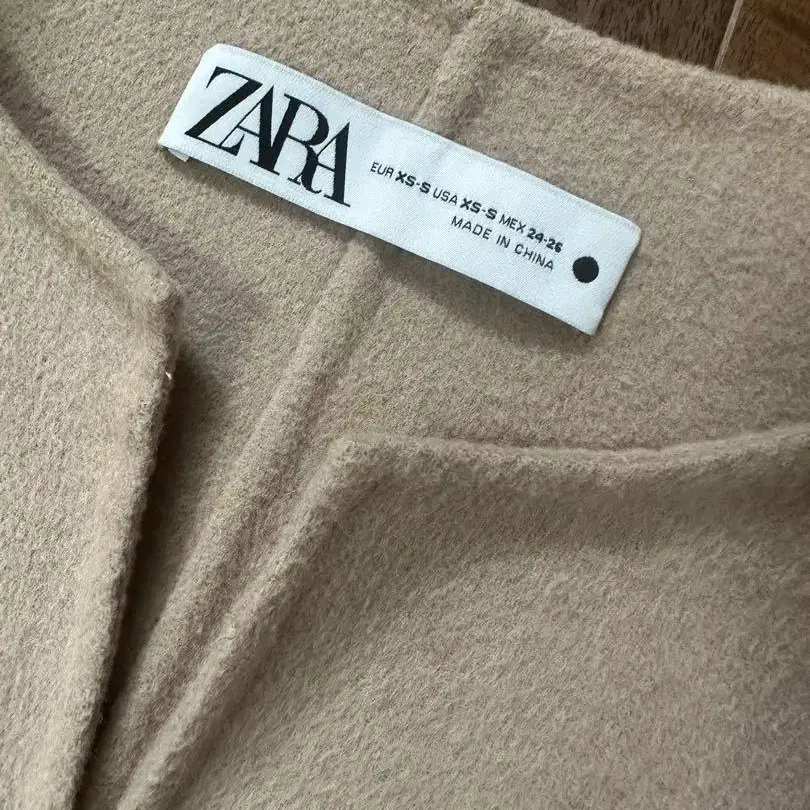 ZARA
EUR XS-S USA XS-S MEX 24-26
MADE IN CHINA